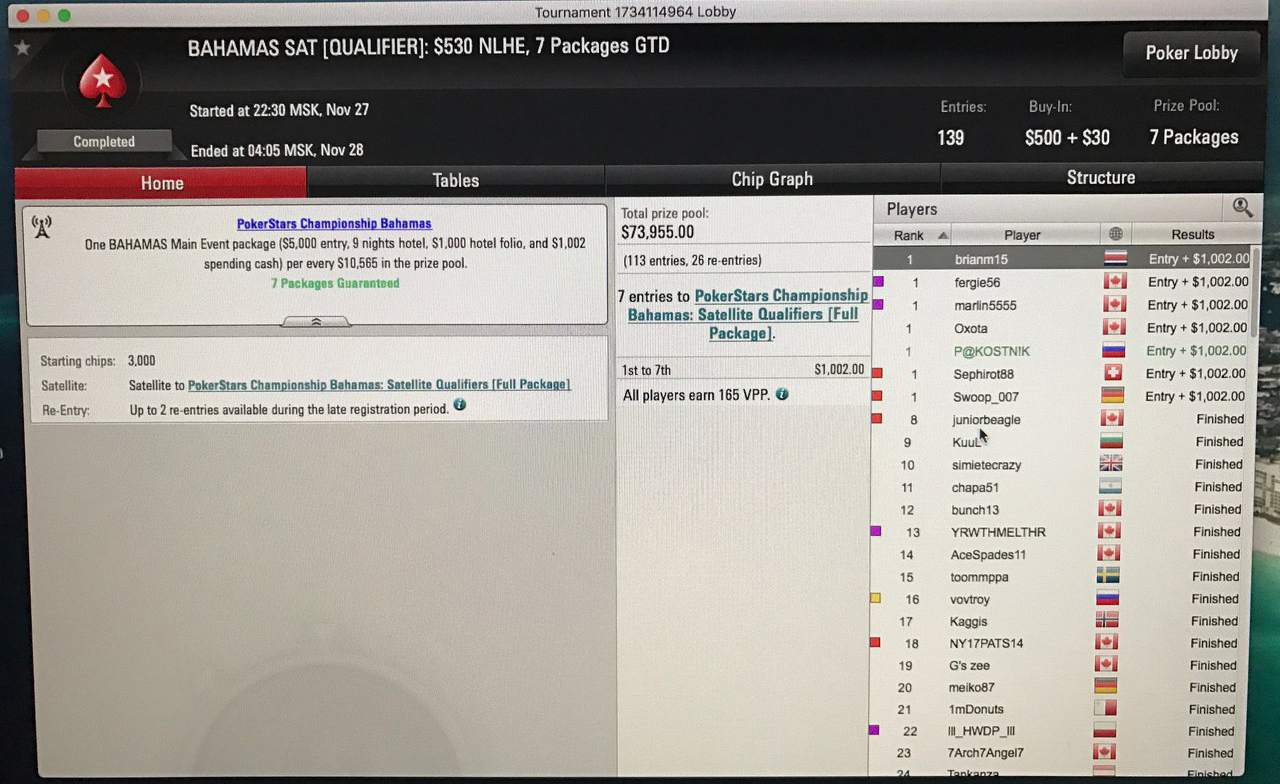 Tournament 1734114964 Lobby
BAHAMAS SAT [QUALIFIER]: $530 NLHE, 7 Packages GTD
Poker Lobby
Started at 22:30 MSK, Nov 27
Completed
Ended at 04:05 MSK, Nov 28
Entries: Buy-In: Prize Pool:
139 $500 + $30 7 Packages
Home Tables Chip Graph Structure
PokerStars Championship Bahamas
One BAHAMAS Main Event package ($5,000 entry, 9 nights hotel, $1,000 hotel folio, and $1,002
spending cash) per every $10,565 in the prize pool.
7 Packages Guaranteed
Starting chips: 3,000
Satellite: Satellite to PokerStars Championship Bahamas: Satellite Qualifiers [Full Package]
Re-Entry: Up to 2 re-entries available during the late registration period.
Total prize pool:
$73,955.00
(113 entries, 26 re-entries)
7 entries to PokerStars Championship
Bahamas: Satellite Qualifiers [Full
Package].
1st to 7th $1,002.00
All players earn 165 VPP.
Players
Rank Player Results
1 brianm15 Entry + $1,002.00
1 fergie56 Entry + $1,002.00
1 marlin5555 Entry + $1,002.00
1 Oxota Entry + $1,002.00
1 P@KOSTN!K Entry + $1,002.00
1 Sephirot88 Entry + $1,002.00
1 Swoop_007 Entry + $1,002.00
8 juniorbeagle Finished
9 KuuL Finished
10 simietecrazy Finished
11 chapa51 Finished
12 bunch13 Finished
13 YRWTHMELTHR Finished
14 AceSpades11 Finished
15 toommppa Finished
16 vovtroy Finished
17 Kaggis Finished
18 NY17PATS14 Finished
19 G's zee Finished
20 meiko87 Finished
21 1mDonuts Finished
22 lll_HWDP_lll Finished
23 7Arch7Angel7 Finished
24 Tankanza Finished